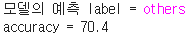 모델의 예측 label = others
accuracy = 70.4